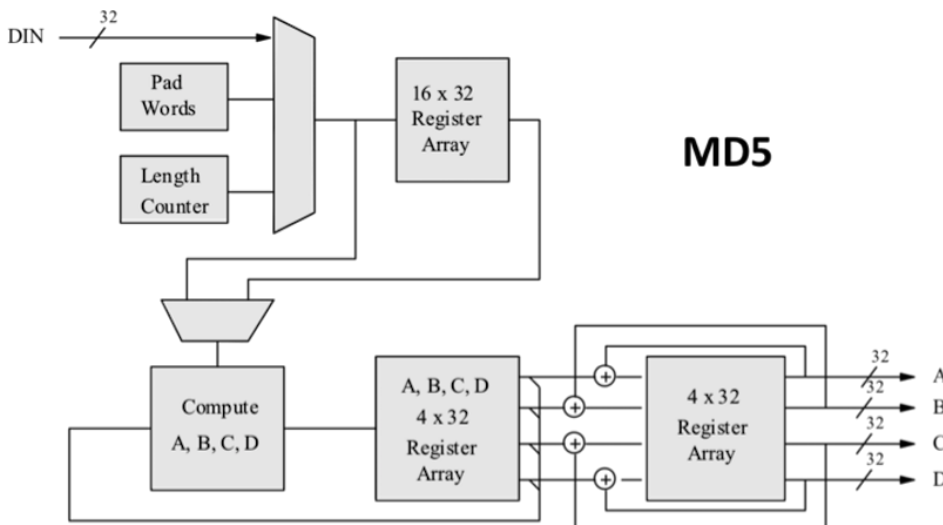 DIN
32
Pad
Words
Length
Counter
16 x 32
Register
Array
MD5
Compute
A, B, C, D
A, B, C, D
4 x 32
Register
Array
+
+
+
+
4 x 32
Register
Array
32
A
32
B
32
C
32
D